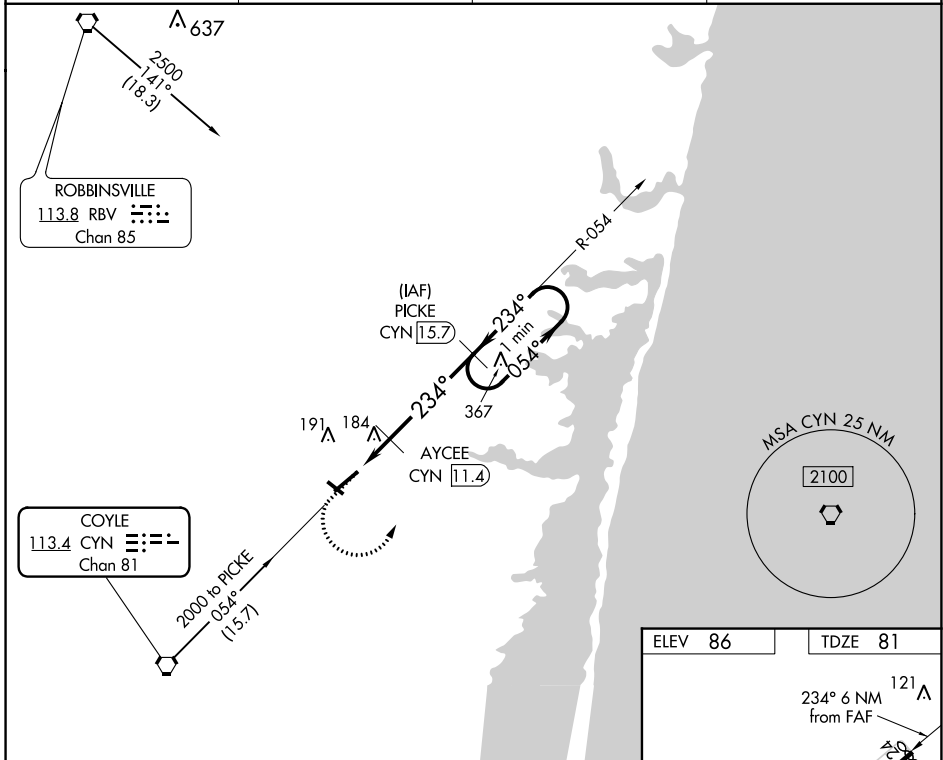 637
2500
141°
(18.3)
ROBBINSVILLE
113.8 RBV
Chan 85
R-054
(IAF)
PICKE
CYN 15.7
234°
1 min
054°
367
234°
191
184
AYCEE
CYN 11.4
MSA CYN 25 NM
2100
COYLE
113.4 CYN
Chan 81
2000 to PICKE
054°
(15.7)
ELEV 86
TDZE 81
121
234° 6 NM
from FAF
24